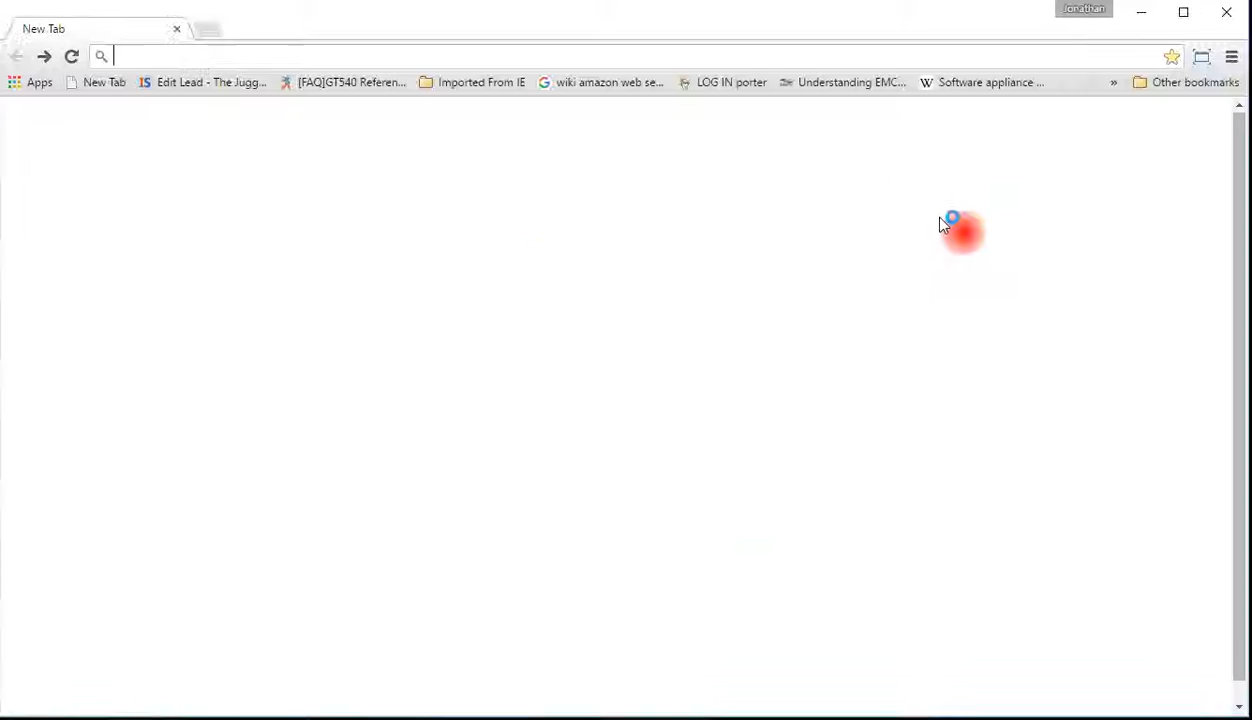 Jonathan
New Tab
Apps New Tab IS Edit Lead - The Jugg... [FAQ]GT540 Referen... Imported From IE G wiki amazon web se... LOG IN porter Understanding EMC... W Software appliance ... » Other bookmarks